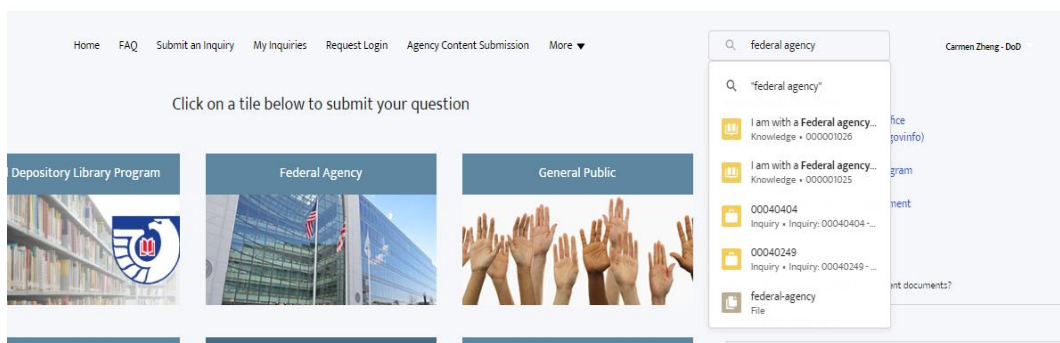 Home FAQ Submit an Inquiry My Inquiries Request Login Agency Content Submission More ▼
federal agency
Carmen Zheng - DoD
Click on a tile below to submit your question
"federal agency"
I am with a Federal agency...
Knowledge • 000001026
I am with a Federal agency...
Knowledge • 000001025
00040404
Inquiry • Inquiry: 00040404 -...
00040249
Inquiry • Inquiry: 00040249 - ...
federal-agency
File
govinfo)
Depository Library Program
Federal Agency
General Public
documents?